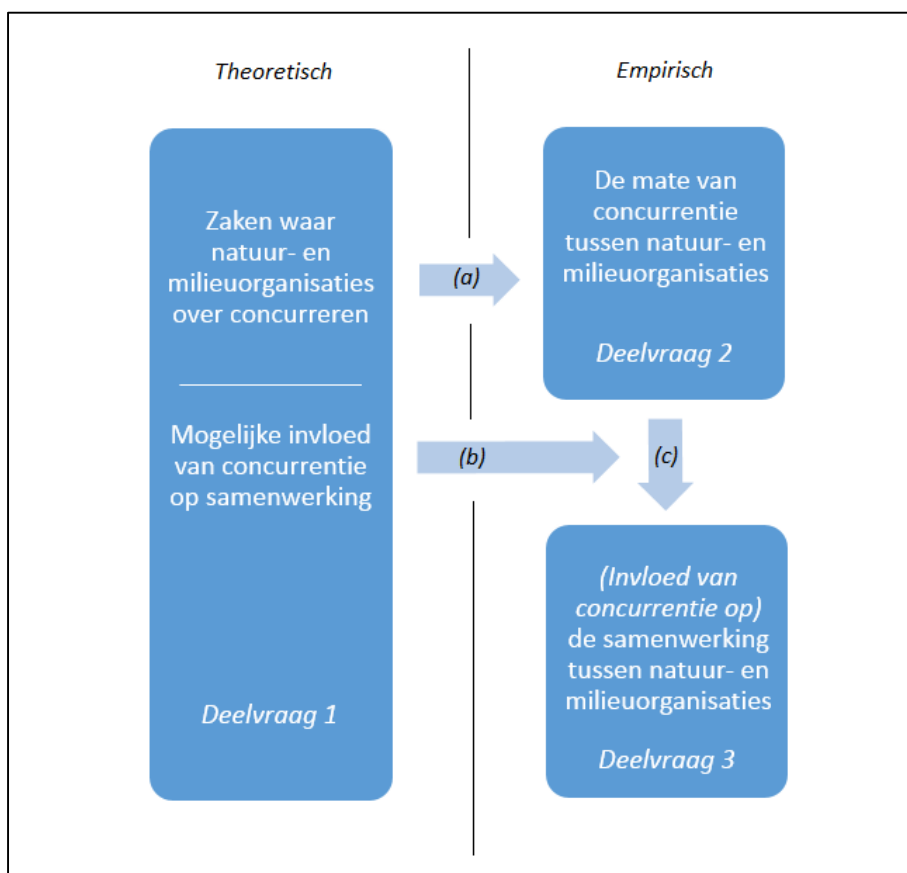 Theoretisch
Empirisch
Zaken waar
natuur- en
milieuorganisaties
over concurreren
Mogelijke invloed
van concurrentie
op samenwerking
Deelvraag 1
(a)
De mate van
concurrentie
tussen natuur- en
milieuorganisaties
Deelvraag 2
(b)
(c)
(Invloed van
concurrentie op)
de samenwerking
tussen natuur- en
milieuorganisaties
Deelvraag 3